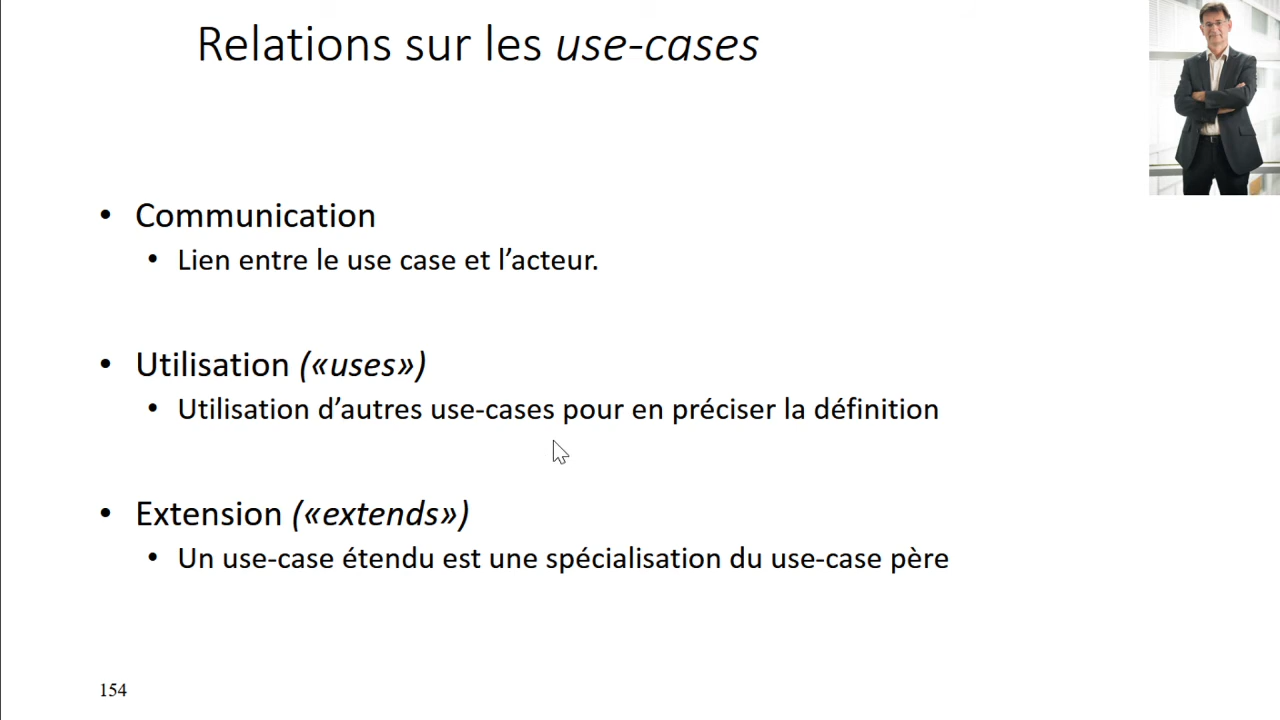 Relations sur les use-cases
• Communication
• Lien entre le use case et l’acteur.
• Utilisation («uses»)
• Utilisation d’autres use-cases pour en préciser la définition
• Extension («extends»)
• Un use-case étendu est une spécialisation du use-case père
154